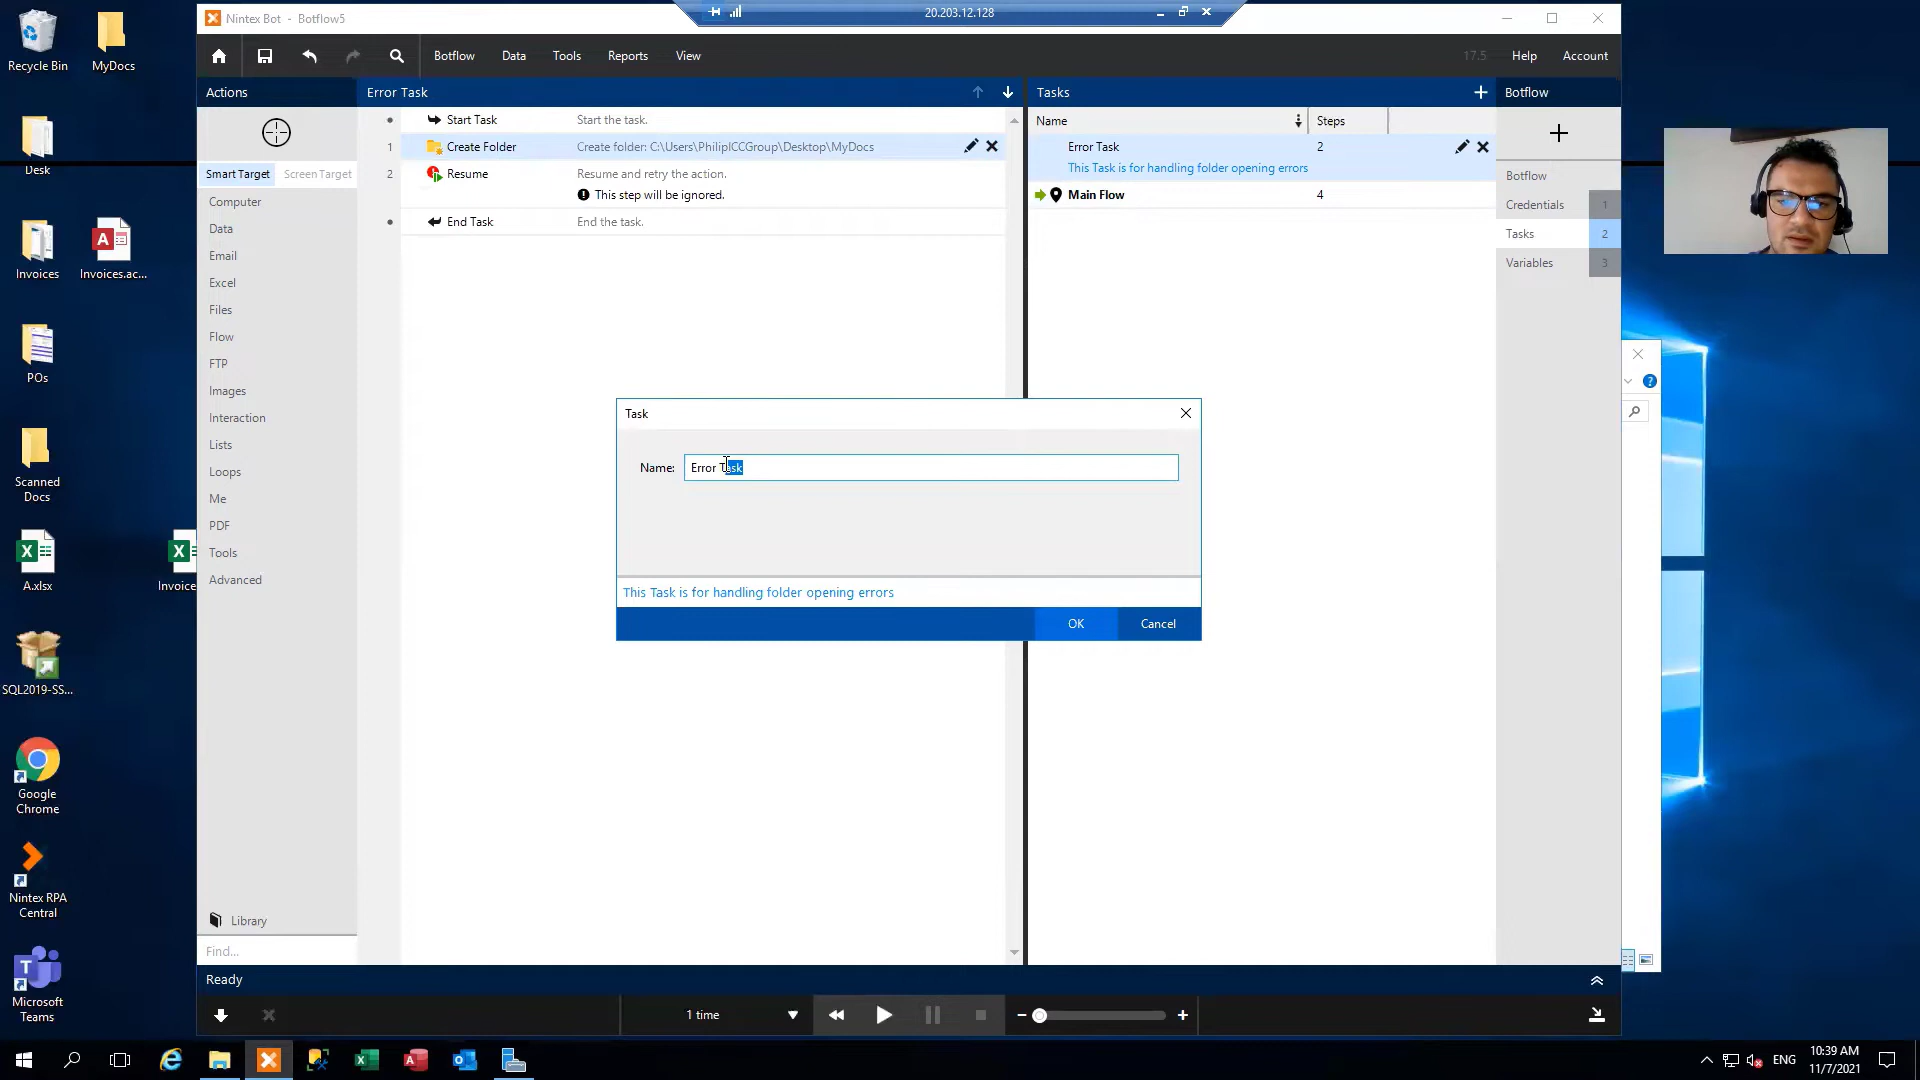 Recycle Bin
MyDocs
Desk
Invoices
Invoices.ac...
POs
Scanned
Docs
A.xlsx
Invoice
SQL2019-SS...
Google
Chrome
Nintex RPA
Central
Microsoft
Teams
Nintex Bot - Botflow5
20.203.12.128
Botflow Data Tools Reports View
17.5 Help Account
Actions
Smart Target Screen Target
Computer
Data
Email
Excel
Files
Flow
FTP
Images
Interaction
Lists
Loops
Me
PDF
Tools
Advanced
Library
Find...
Error Task
Start Task Start the task.
1 Create Folder Create folder: C:\Users\PhilipICCGroup\Desktop\MyDocs
2 Resume Resume and retry the action.
This step will be ignored.
End Task End the task.
Tasks
Name Steps
Error Task 2
This Task is for handling folder opening errors
Main Flow 4
Botflow
Botflow
Credentials 1
Tasks 2
Variables 3
Task
Name: Error Task
This Task is for handling folder opening errors
OK Cancel
Ready
1 time
ENG
10:39 AM
11/7/2021